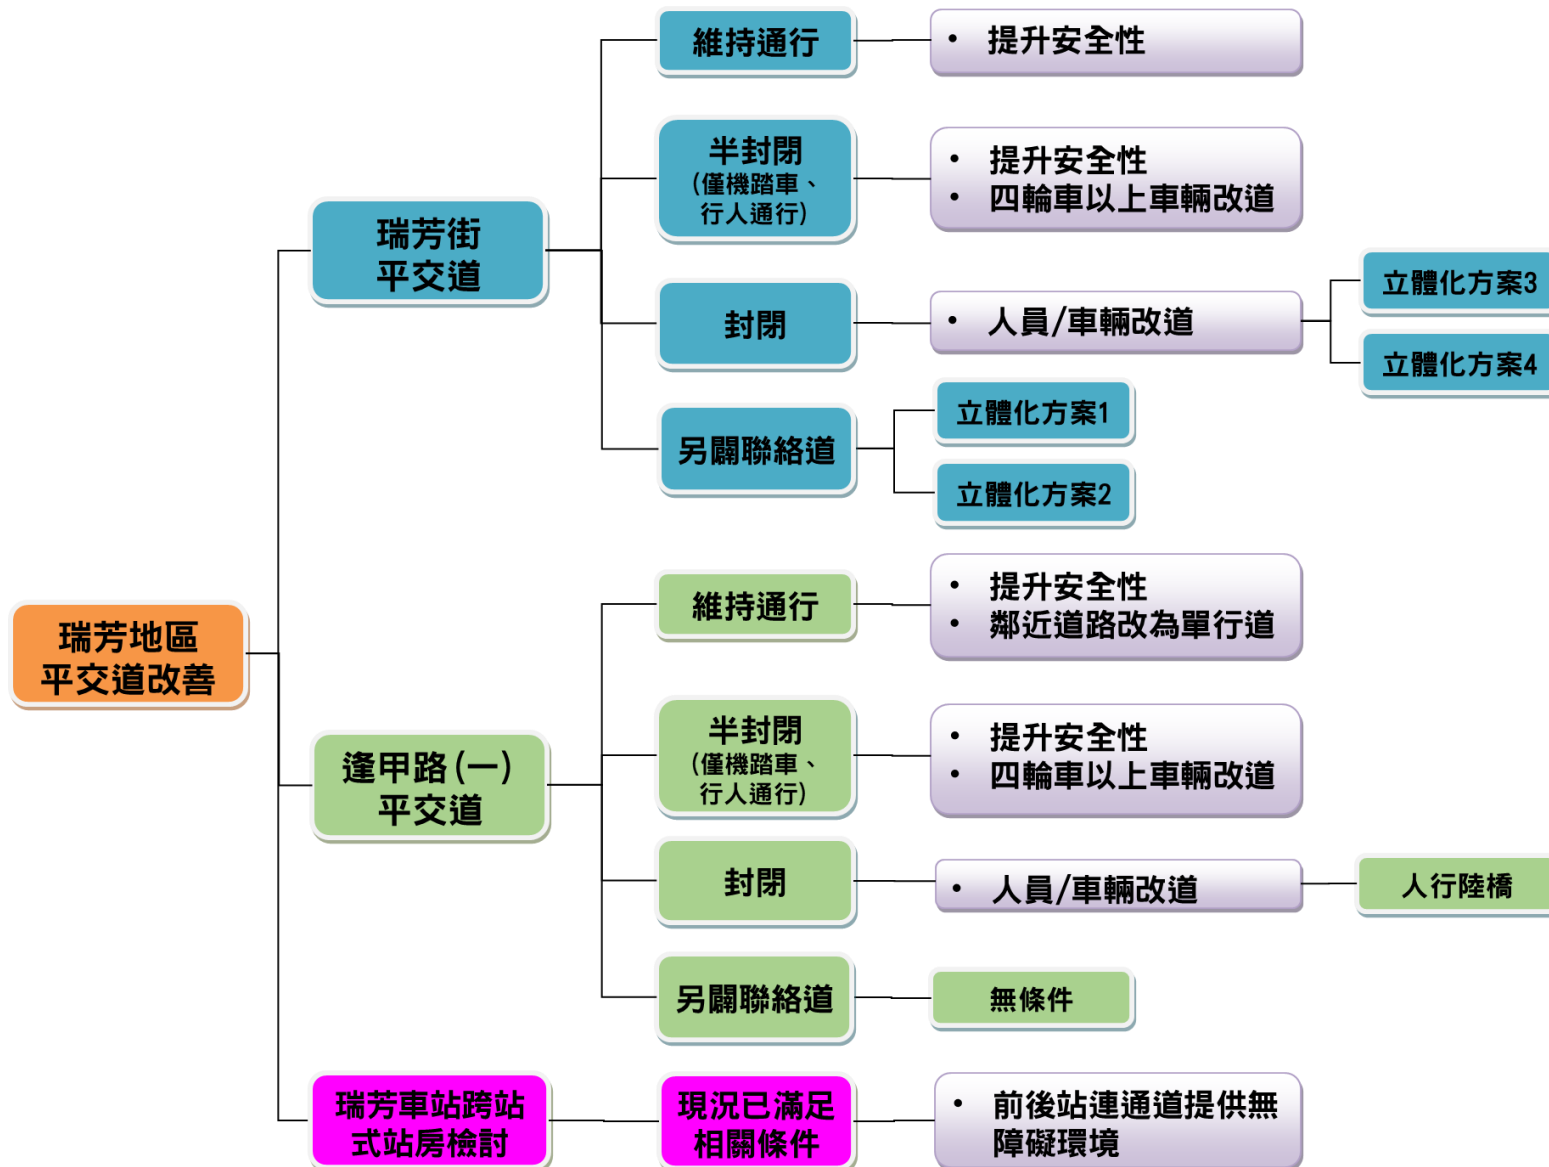 瑞芳地區
平交道改善
瑞芳街
平交道
維持通行
• 提升安全性
半封閉
(僅機踏車、
行人通行)
• 提升安全性
• 四輪車以上車輛改道
封閉
• 人員/車輛改道
立體化方案3
立體化方案4
另闢聯絡道
立體化方案1
立體化方案2
逢甲路(一)
平交道
維持通行
• 提升安全性
• 鄰近道路改為單行道
半封閉
(僅機踏車、
行人通行)
• 提升安全性
• 四輪車以上車輛改道
封閉
• 人員/車輛改道
人行陸橋
另闢聯絡道
無條件
瑞芳車站跨站
式站房檢討
現況已滿足
相關條件
• 前後站連通道提供無
障礙環境